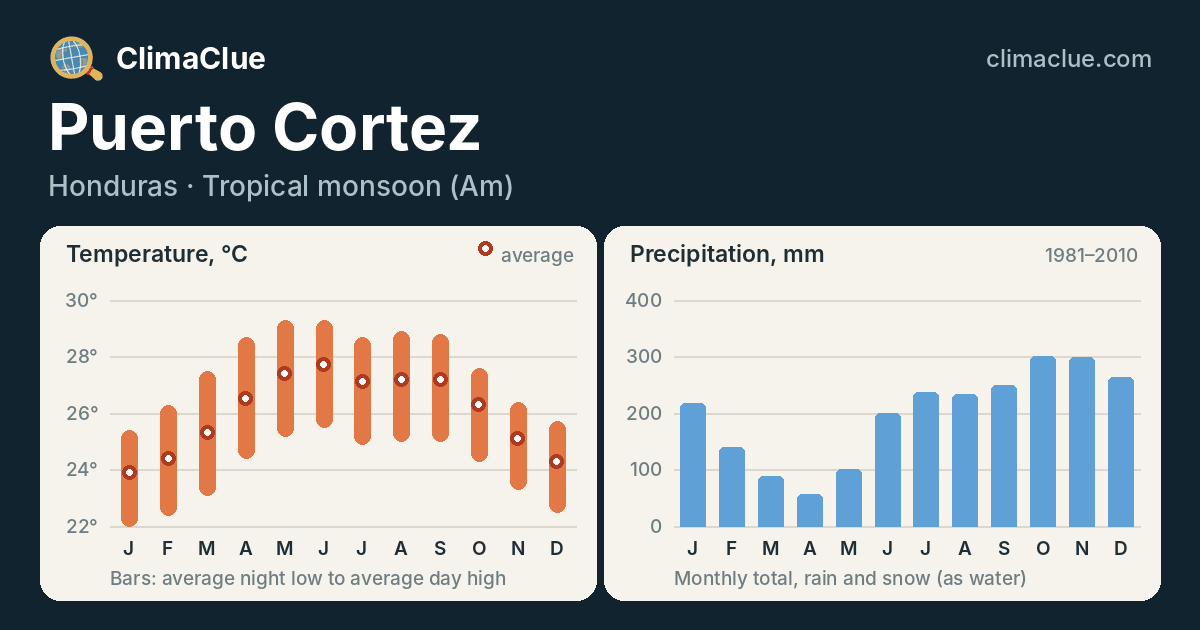 ClimaClue
climaclue.com
Puerto Cortez
Honduras · Tropical monsoon (Am)
Temperature, °C
average
30°
28°
26°
24°
22°
J F M A M J J A S O N D
Bars: average night low to average day high
Precipitation, mm
1981–2010
400
300
200
100
0
J F M A M J J A S O N D
Monthly total, rain and snow (as water)